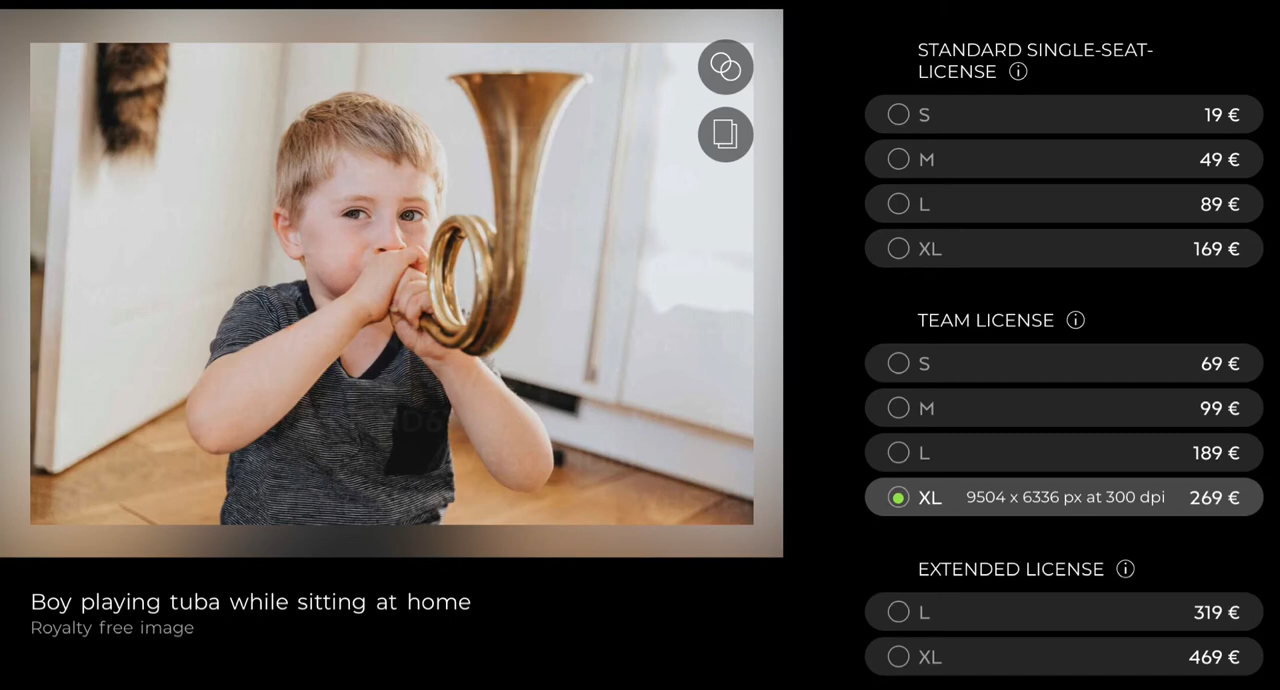 STANDARD SINGLE-SEAT-
LICENSE
S 19 €
M 49 €
L 89 €
XL 169 €
TEAM LICENSE
S 69 €
M 99 €
L 189 €
XL 9504 x 6336 px at 300 dpi 269 €
EXTENDED LICENSE
L 319 €
XL 469 €
Boy playing tuba while sitting at home
Royalty free image